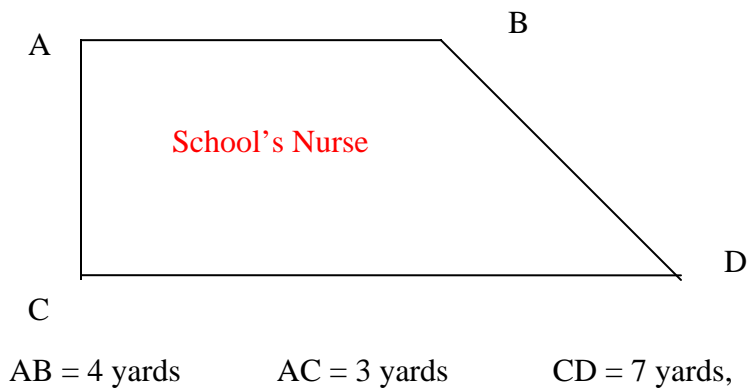 B
A
School’s Nurse
D
C
AB = 4 yards AC = 3 yards CD = 7 yards,